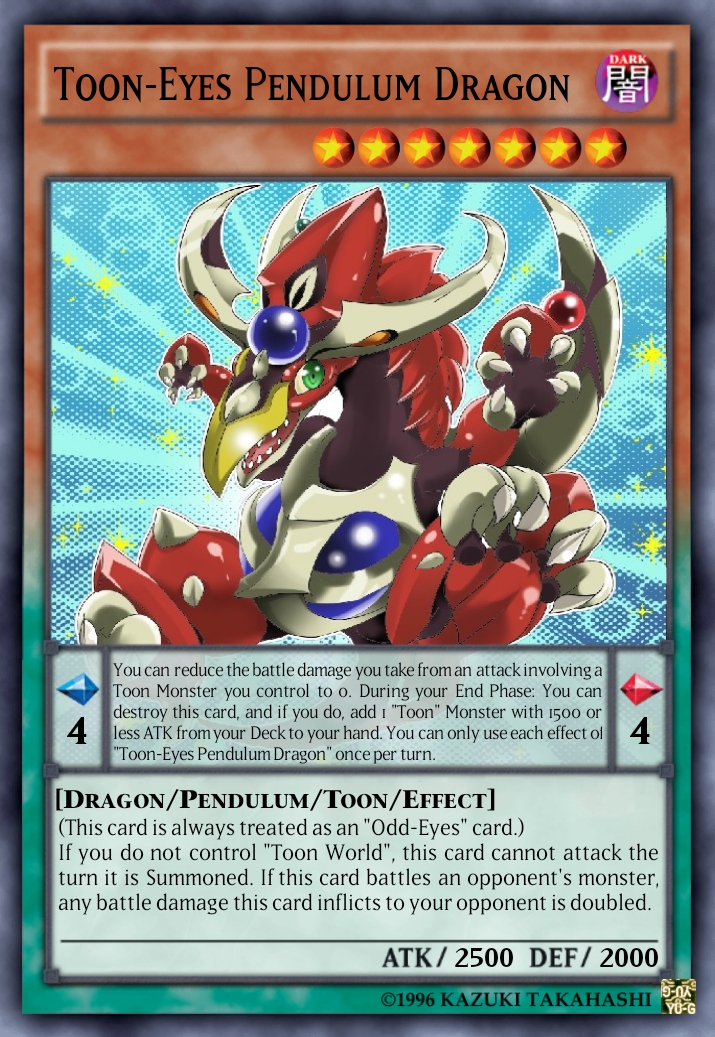 Toon-Eyes Pendulum Dragon
DARK
闇
You can reduce the battle damage you take from an attack involving a
Toon Monster you control to 0. During your End Phase: You can
destroy this card, and if you do, add 1 "Toon" Monster with 1500 or
less ATK from your Deck to your hand. You can only use each effect of
"Toon-Eyes Pendulum Dragon" once per turn.
4
4
[Dragon/Pendulum/Toon/Effect]
(This card is always treated as an "Odd-Eyes" card.)
If you do not control "Toon World", this card cannot attack the
turn it is Summoned. If this card battles an opponent's monster,
any battle damage this card inflicts to your opponent is doubled.
ATK/ 2500 DEF/ 2000
©1996 KAZUKI TAKAHASHI